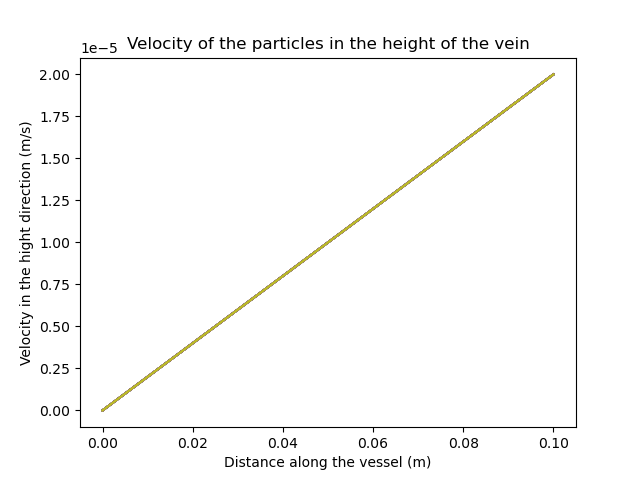 1e−5
Velocity of the particles in the height of the vein
2.00
1.75
1.50
1.25
1.00
0.75
0.50
0.25
0.00
Velocity in the hight direction (m/s)
0.00 0.02 0.04 0.06 0.08 0.10
Distance along the vessel (m)